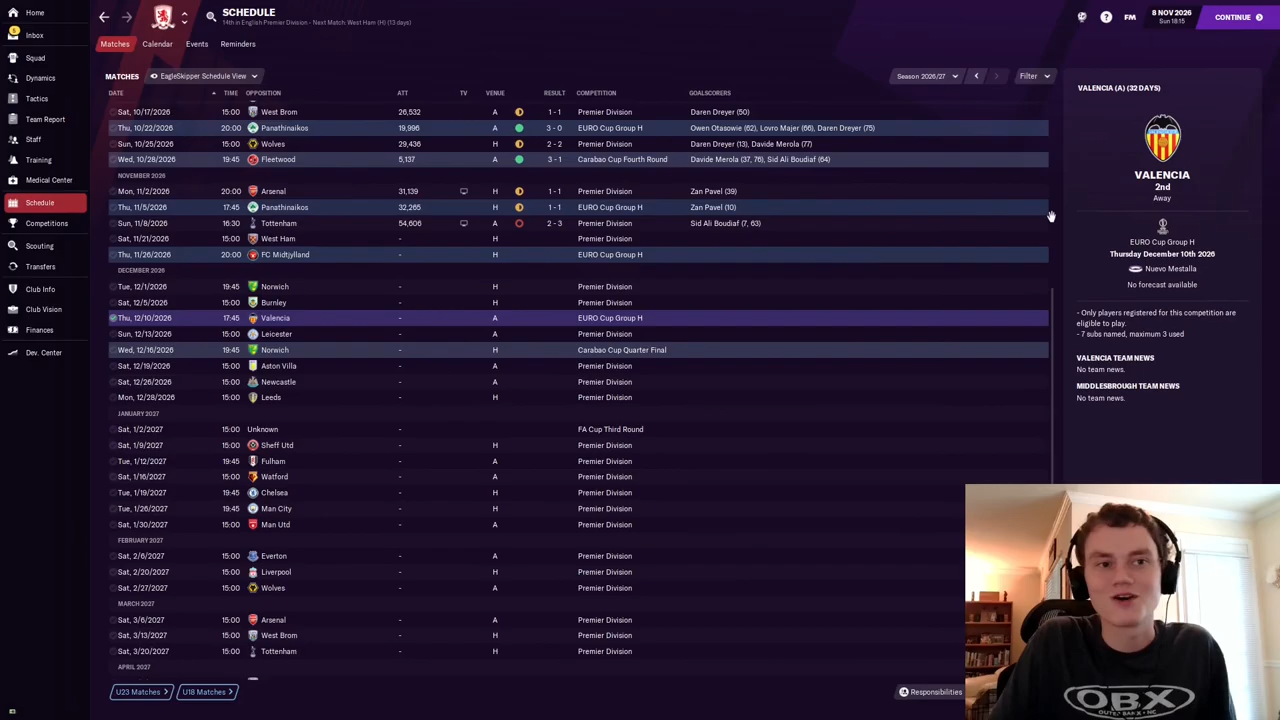 Home
Inbox
Squad
Dynamics
Tactics
Team Report
Staff
Training
Medical Center
Schedule
Competitions
Scouting
Transfers
Club Info
Club Vision
Finances
Dev. Center
SCHEDULE
14th in English Premier Division - Next Match: West Ham (H) (13 days)
FM
8 NOV 2026
Sun 18:15
CONTINUE
Matches Calendar Events Reminders
MATCHES EagleSkipper Schedule View Season 2026/27 Filter
DATE TIME OPPOSITION ATT TV VENUE RESULT COMPETITION GOALSCORERS
Sat, 10/17/2026 15:00 West Brom 26,532 A 1 - 1 Premier Division Daren Dreyer (50)
Thu, 10/22/2026 20:00 Panathinaikos 19,996 A 3 - 0 EURO Cup Group H Owen Otasowie (62), Lovro Majer (66), Daren Dreyer (75)
Sun, 10/25/2026 15:00 Wolves 29,436 H 2 - 2 Premier Division Daren Dreyer (13), Davide Merola (77)
Wed, 10/28/2026 19:45 Fleetwood 5,137 A 3 - 1 Carabao Cup Fourth Round Davide Merola (37, 76), Sid Ali Boudiaf (64)
NOVEMBER 2026
Mon, 11/2/2026 20:00 Arsenal 31,139 H 1 - 1 Premier Division Zan Pavel (39)
Thu, 11/5/2026 17:45 Panathinaikos 32,265 H 1 - 1 EURO Cup Group H Zan Pavel (10)
Sun, 11/8/2026 16:30 Tottenham 54,606 A 2 - 3 Premier Division Sid Ali Boudiaf (7, 63)
Sat, 11/21/2026 15:00 West Ham - H Premier Division
Thu, 11/26/2026 20:00 FC Midtjylland - H EURO Cup Group H
DECEMBER 2026
Tue, 12/1/2026 19:45 Norwich - H Premier Division
Sat, 12/5/2026 15:00 Burnley - H Premier Division
Thu, 12/10/2026 17:45 Valencia - A EURO Cup Group H
Sun, 12/13/2026 15:00 Leicester - A Premier Division
Wed, 12/16/2026 19:45 Norwich - H Carabao Cup Quarter Final
Sat, 12/19/2026 15:00 Aston Villa - A Premier Division
Sat, 12/26/2026 15:00 Newcastle - A Premier Division
Mon, 12/28/2026 15:00 Leeds - H Premier Division
JANUARY 2027
Sat, 1/2/2027 15:00 Unknown - FA Cup Third Round
Sat, 1/9/2027 15:00 Sheff Utd - H Premier Division
Tue, 1/12/2027 19:45 Fulham - A Premier Division
Sat, 1/16/2027 15:00 Watford - A Premier Division
Tue, 1/19/2027 19:45 Chelsea - H Premier Division
Tue, 1/26/2027 19:45 Man City - H Premier Division
Sat, 1/30/2027 15:00 Man Utd - A Premier Division
FEBRUARY 2027
Sat, 2/6/2027 15:00 Everton - A Premier Division
Sat, 2/20/2027 15:00 Liverpool - H Premier Division
Sat, 2/27/2027 15:00 Wolves - A Premier Division
MARCH 2027
Sat, 3/6/2027 15:00 Arsenal - A Premier Division
Sat, 3/13/2027 15:00 West Brom - H Premier Division
Sat, 3/20/2027 15:00 Tottenham - H Premier Division
APRIL 2027
U23 Matches U18 Matches Responsibilities
VALENCIA (A) (32 DAYS)
VALENCIA
2nd
Away
EURO Cup Group H
Thursday December 10th 2026
Nuevo Mestalla
No forecast available
- Only players registered for this competition are
eligible to play.
- 7 subs named, maximum 3 used
VALENCIA TEAM NEWS
No team news.
MIDDLESBROUGH TEAM NEWS
No team news.
OBX